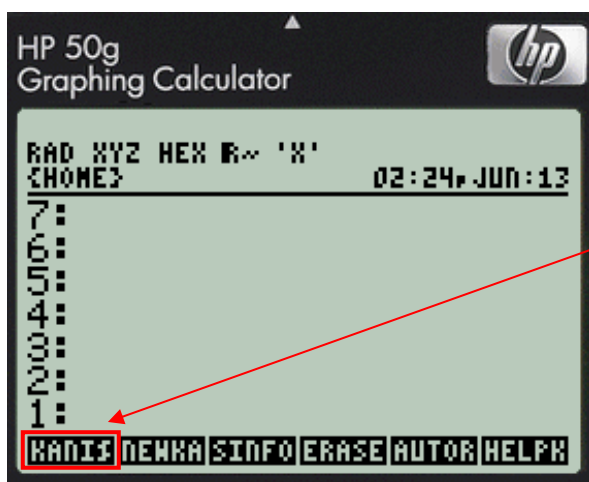 HP 50g
hp
Graphing Calculator
RAD XYZ HEX R~ 'X'
{HOME} 02:24, JUN:13
7:
6:
5:
4:
3:
2:
1:
KANI$ NEWKA SINFO ERASE AUTOR HELPK